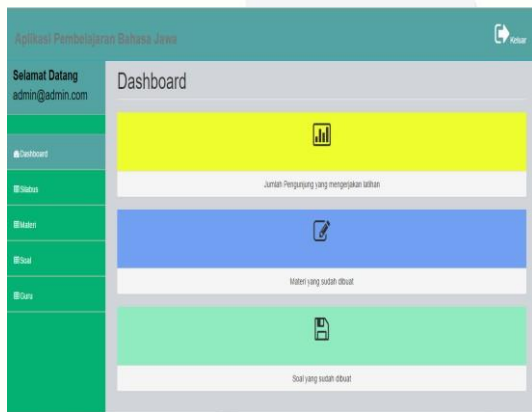 Aplikasi Pembelajaran Bahasa Jawa
Keluar
Selamat Datang
admin@admin.com
Dashboard
Dashboard
Silabus
Materi
Soal
Guru
Jumlah Pengunjung yang mengerjakan latihan
Materi yang sudah dibuat
Soal yang sudah dibuat